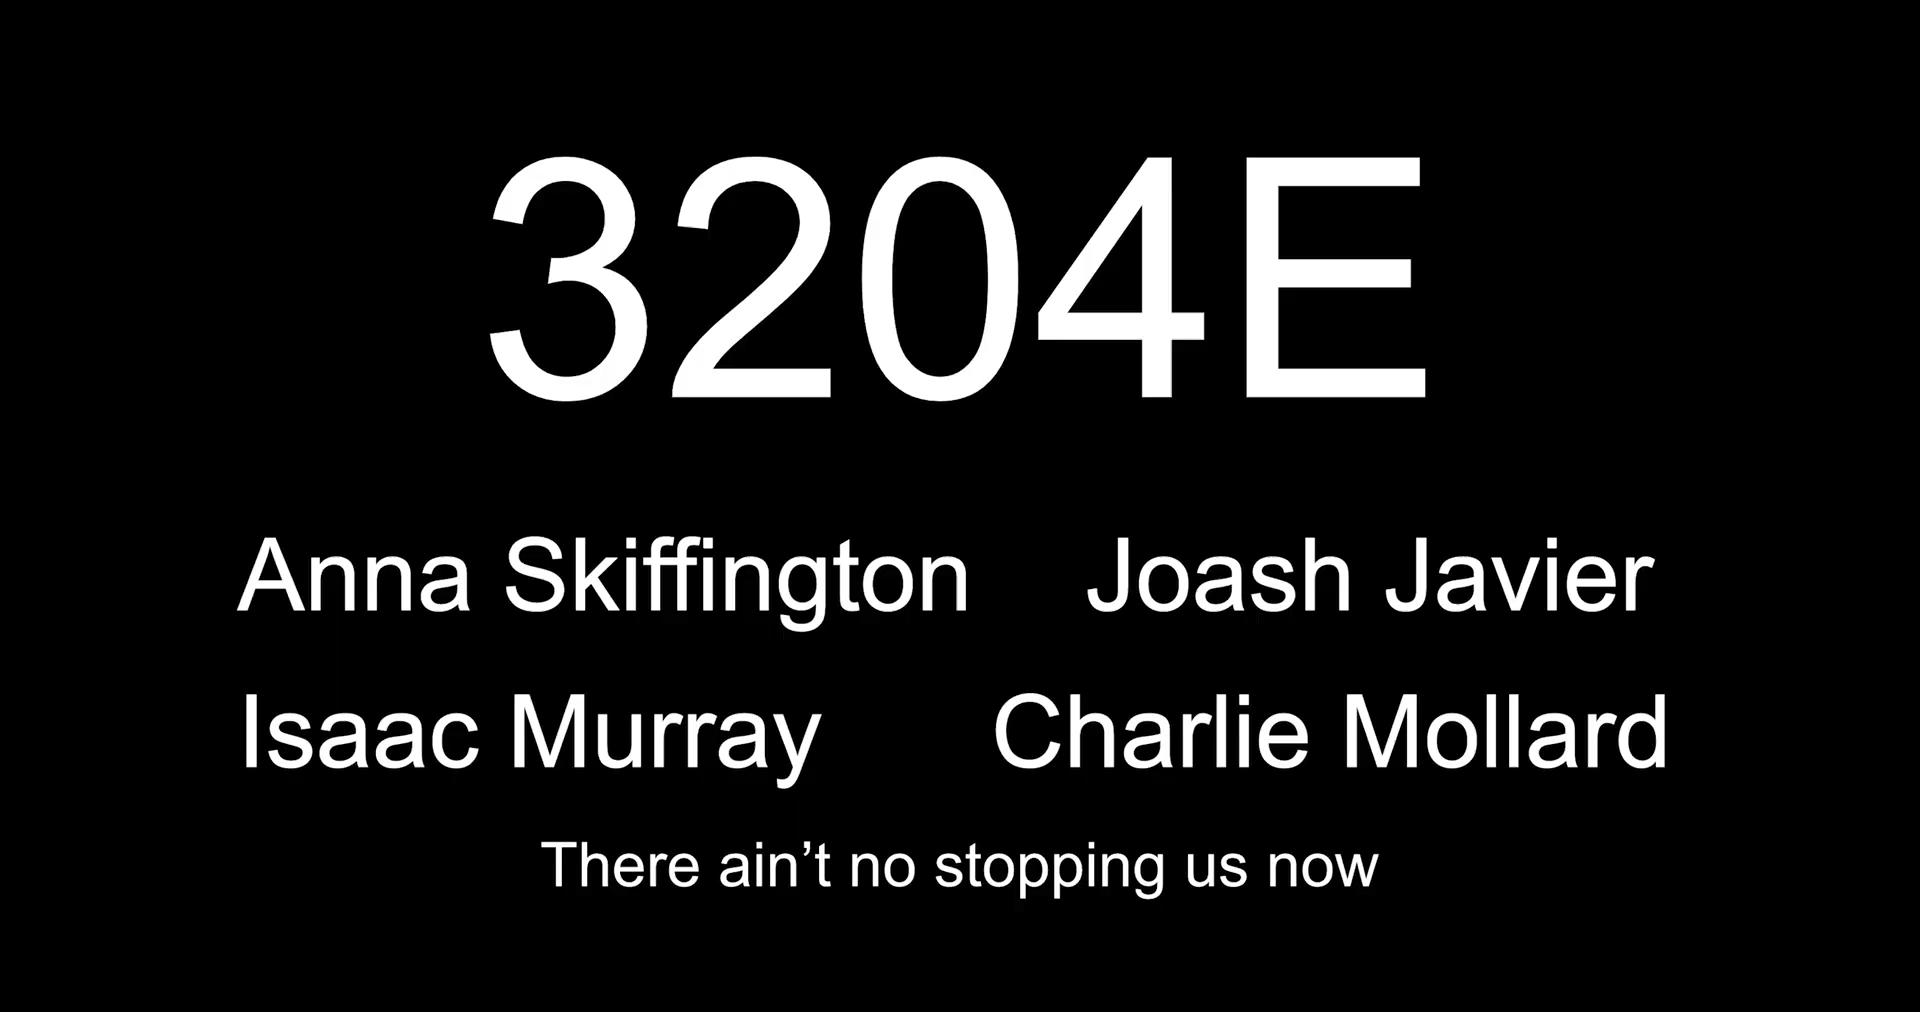 3204E
Anna Skiffington Joash Javier
Isaac Murray Charlie Mollard
There ain’t no stopping us now